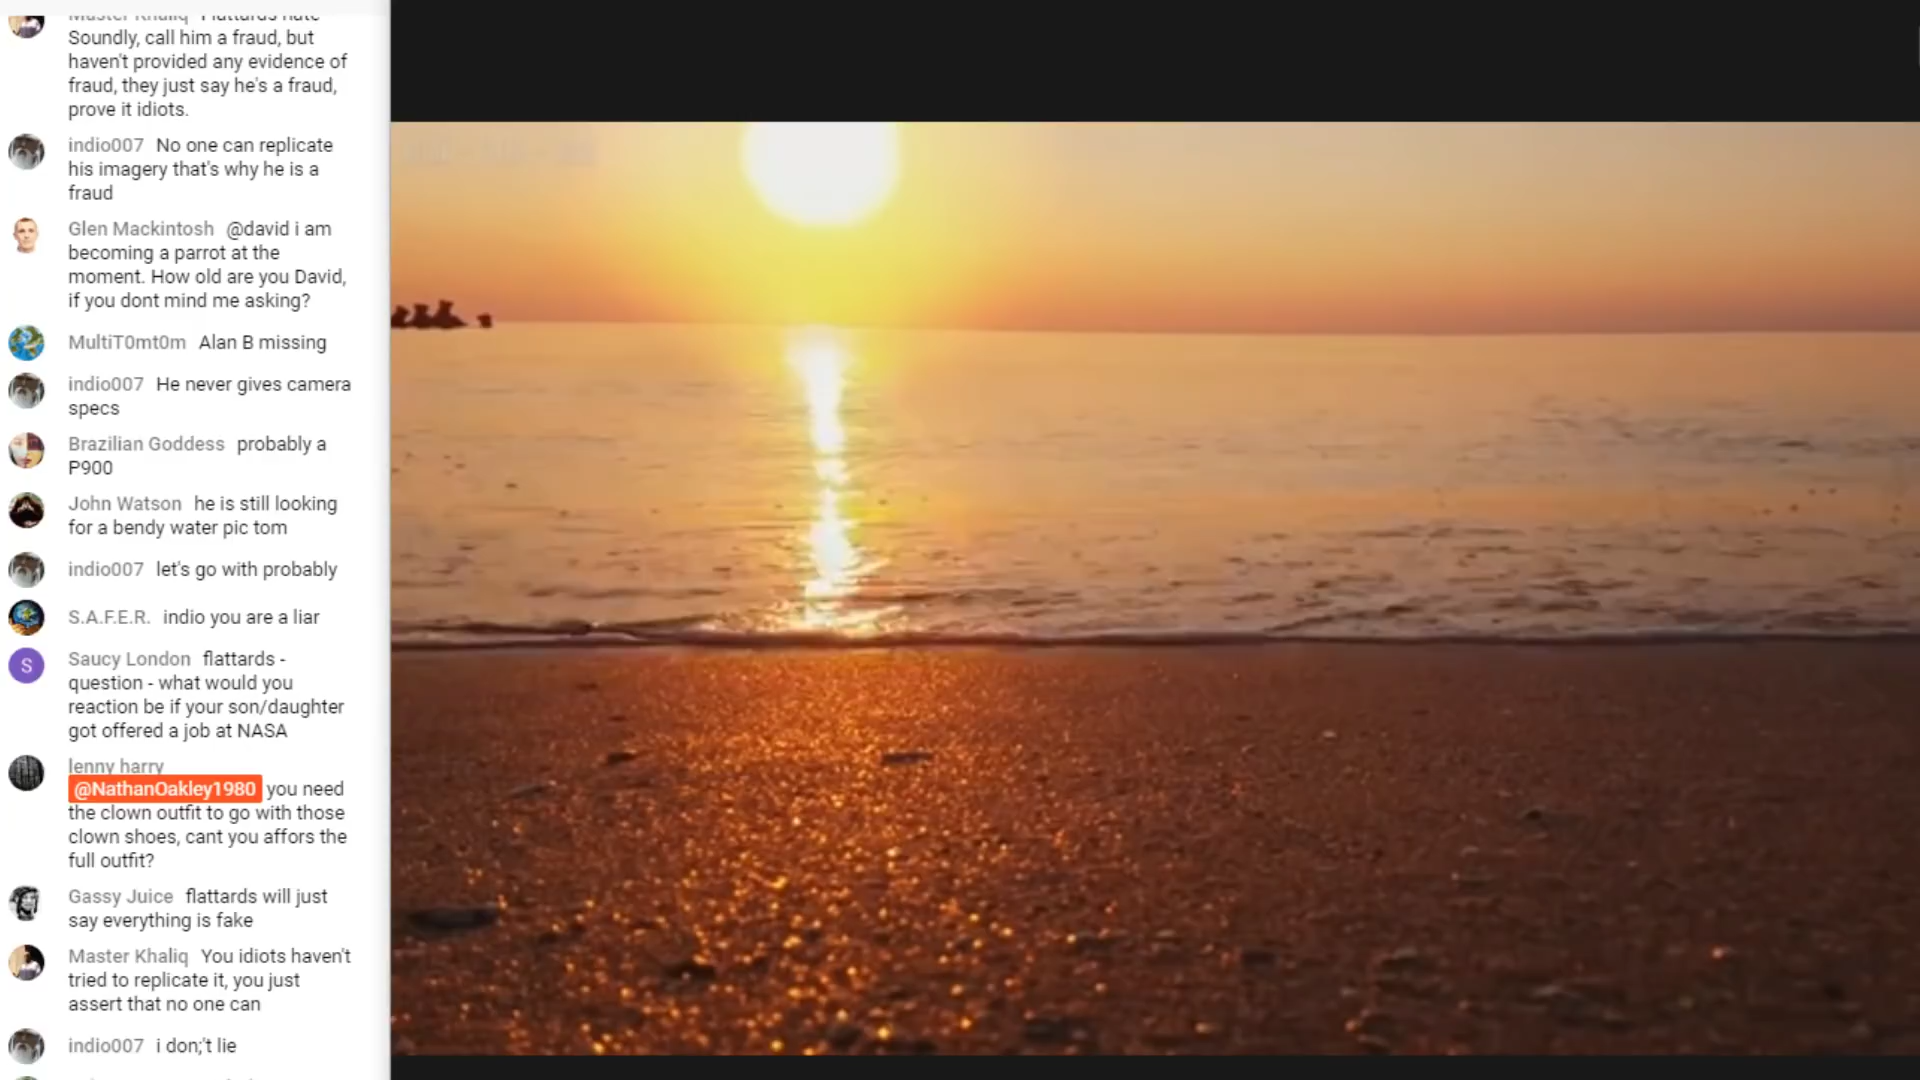 Master Khaliq Flattards hate
Soundly, call him a fraud, but
haven't provided any evidence of
fraud, they just say he's a fraud,
prove it idiots.
indio007 No one can replicate
his imagery that's why he is a
fraud
Glen Mackintosh @david i am
becoming a parrot at the
moment. How old are you David,
if you dont mind me asking?
MultiT0mt0m Alan B missing
indio007 He never gives camera
specs
Brazilian Goddess probably a
P900
John Watson he is still looking
for a bendy water pic tom
indio007 let's go with probably
S.A.F.E.R. indio you are a liar
S
Saucy London flattards -
question - what would you
reaction be if your son/daughter
got offered a job at NASA
lenny harry
@NathanOakley1980 you need
the clown outfit to go with those
clown shoes, cant you affors the
full outfit?
Gassy Juice flattards will just
say everything is fake
Master Khaliq You idiots haven't
tried to replicate it, you just
assert that no one can
indio007 i don;'t lie